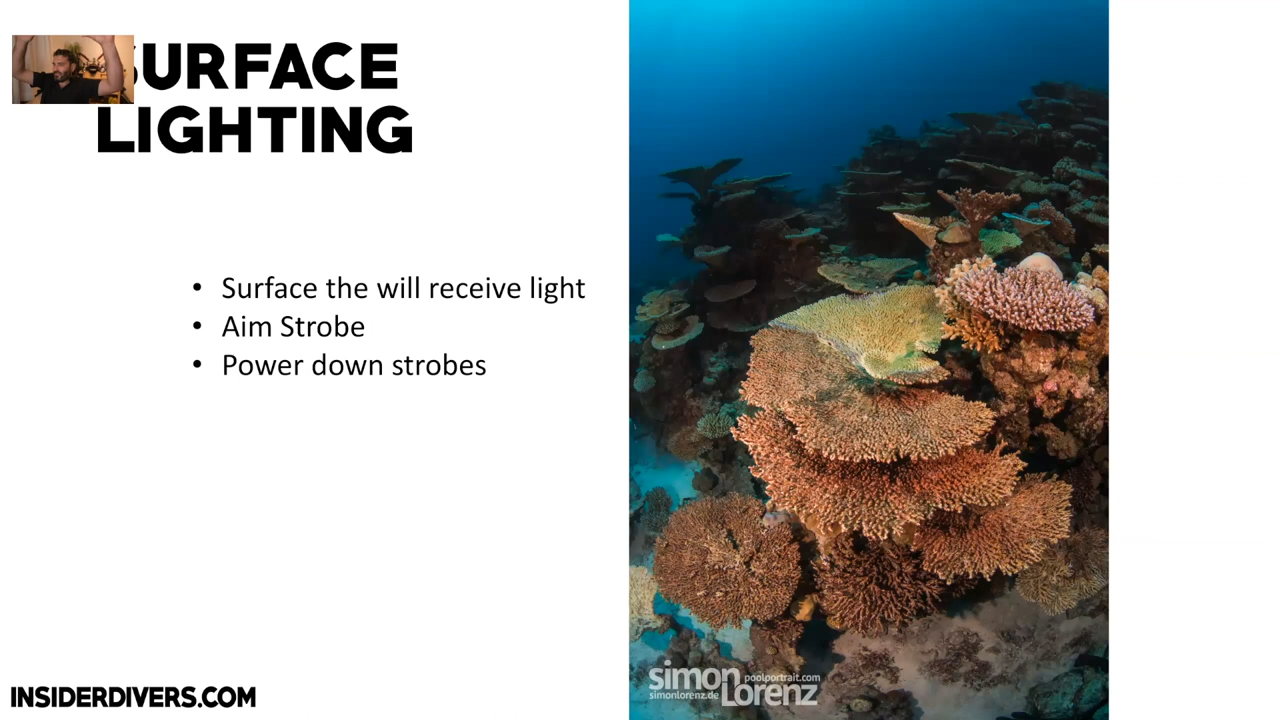 SURFACE
LIGHTING
• Surface the will receive light
• Aim Strobe
• Power down strobes
INSIDERDIVERS.COM
simon Lorenz
poolportrait.com
simonlorenz.de